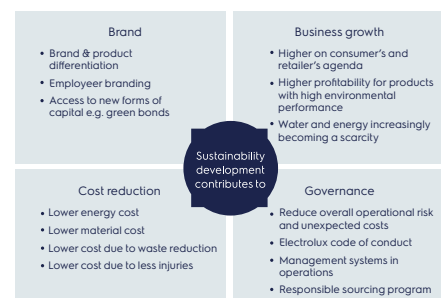 Brand
• Brand & product
differentiation
• Employeer branding
• Access to new forms of
capital e.g. green bonds
Business growth
• Higher on consumer's and
retailer's agenda
• Higher profitability for products
with high environmental
performance
• Water and energy increasingly
becoming a scarcity
Sustainability
development
contributes to
Cost reduction
• Lower energy cost
• Lower material cost
• Lower cost due to waste reduction
• Lower cost due to less injuries
Governance
• Reduce overall operational risk
and unexpected costs
• Electrolux code of conduct
• Management systems in
operations
• Responsible sourcing program